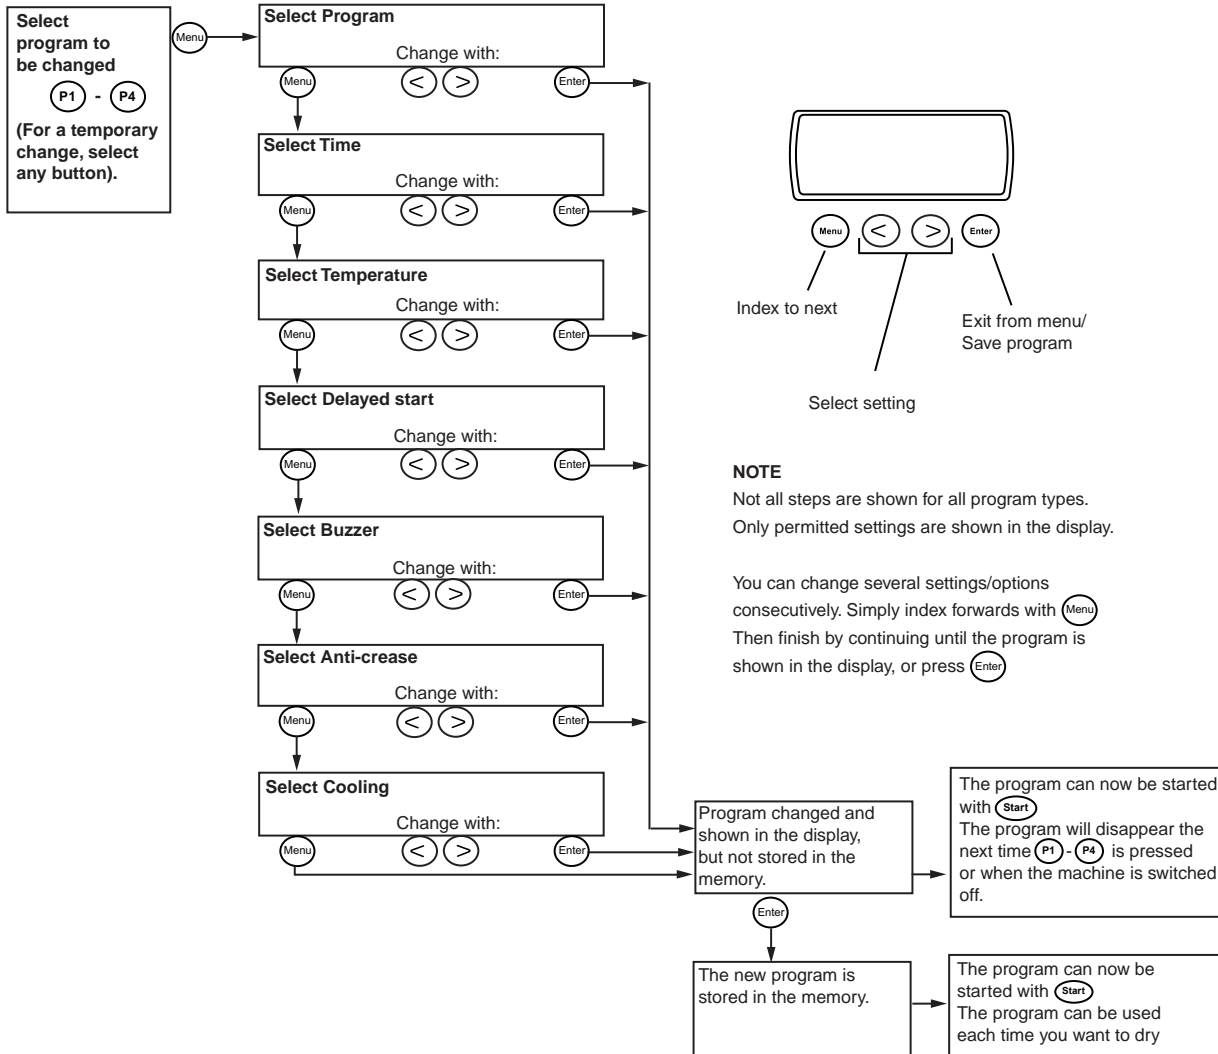 Select
program to
be changed
P1 - P4
(For a temporary
change, select
any button).
Menu
Select Program
Change with:
Menu < > Enter
Select Time
Change with:
Menu < > Enter
Select Temperature
Change with:
Menu < > Enter
Select Delayed start
Change with:
Menu < > Enter
Select Buzzer
Change with:
Menu < > Enter
Select Anti-crease
Change with:
Menu < > Enter
Select Cooling
Change with:
Menu < > Enter
Menu < > Enter
Index to next
Exit from menu/
Save program
Select setting
NOTE
Not all steps are shown for all program types.
Only permitted settings are shown in the display.
You can change several settings/options
consecutively. Simply index forwards with Menu
Then finish by continuing until the program is
shown in the display, or press Enter
Program changed and
shown in the display,
but not stored in the
memory.
The program can now be started
with Start
The program will disappear the
next time P1 - P4 is pressed
or when the machine is switched
off.
Enter
The new program is
stored in the memory.
The program can now be
started with Start
The program can be used
each time you want to dry